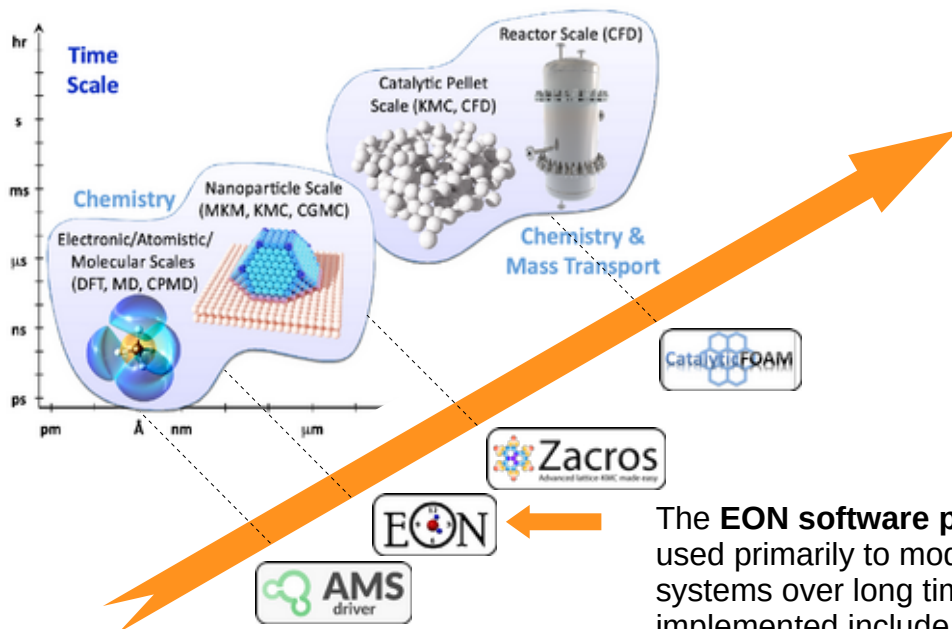 hr
Time
Scale
s
ms
μs
ns
ps
pm
Å
nm
μm
Reactor Scale (CFD)
Catalytic Pellet
Scale (KMC, CFD)
Chemistry
Nanoparticle Scale
(MKM, KMC, CGMC)
Electronic/Atomistic/
Molecular Scales
(DFT, MD, CPMD)
Chemistry &
Mass Transport
CatalyticFOAM
Zacros
Advanced lattice-KMC made easy
EON
AMS
driver
The EON software p
used primarily to mod
systems over long tim
implemented include